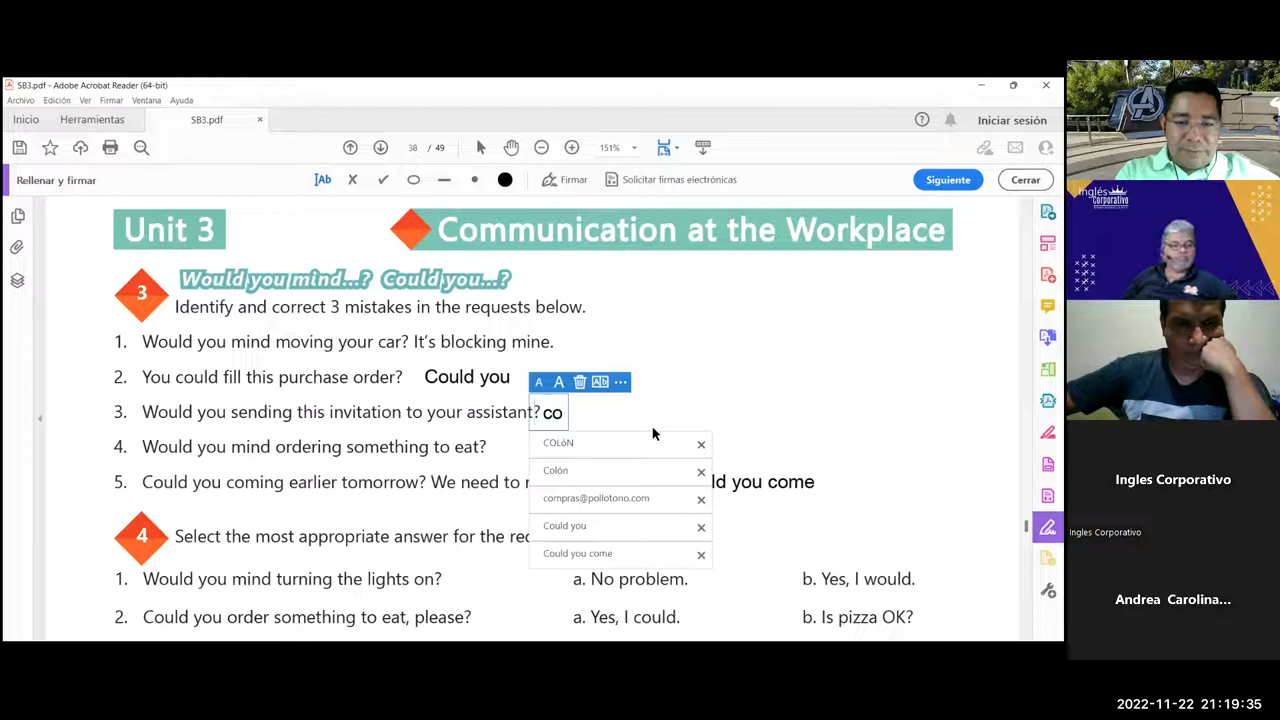 SB3.pdf - Adobe Acrobat Reader (64-bit)
Archivo Edición Ver Firmar Ventana Ayuda
Inicio Herramientas SB3.pdf × Iniciar sesión
38 / 49 151%
Rellenar y firmar Ab Firmar Solicitar firmas electrónicas Siguiente Cerrar
Unit 3 Communication at the Workplace
Would you mind...? Could you...?
3 Identify and correct 3 mistakes in the requests below.
1. Would you mind moving your car? It's blocking mine.
2. You could fill this purchase order? Could you
A A Ab ...
3. Would you sending this invitation to your assistant? co
COLóN
Colón
compras@pollotono.com
Could you
Could you come
4. Would you mind ordering something to eat?
5. Could you coming earlier tomorrow? We need to ld you come
4 Select the most appropriate answer for the
1. Would you mind turning the lights on? a. No problem. b. Yes, I would.
2. Could you order something to eat, please? a. Yes, I could. b. Is pizza OK?
Inglés
Corporativo
Ingles Corporativo
Ingles Corporativo
Andrea Carolina...
2022-11-22 21:19:35